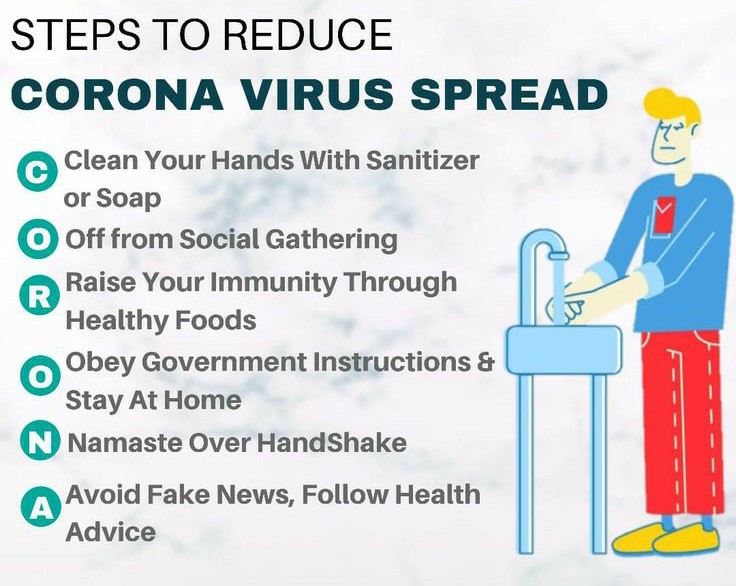 STEPS TO REDUCE
CORONA VIRUS SPREAD
C Clean Your Hands With Sanitizer
or Soap
O Off from Social Gathering
R Raise Your Immunity Through
Healthy Foods
O Obey Government Instructions &
Stay At Home
N Namaste Over HandShake
A Avoid Fake News, Follow Health
Advice